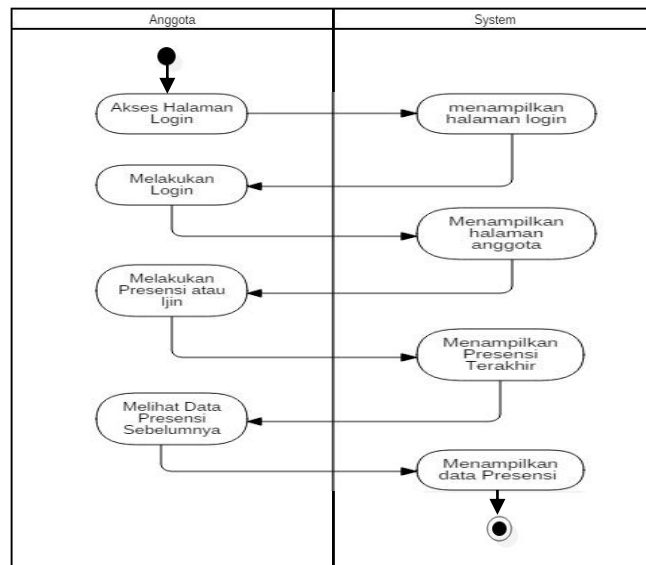 Anggota
System
Akses Halaman
Login
menampilkan
halaman login
Melakukan
Login
Menampilkan
halaman
anggota
Melakukan
Presensi atau
Ijin
Menampilkan
Presensi
Terakhir
Melihat Data
Presensi
Sebelumnya
Menampilkan
data Presensi